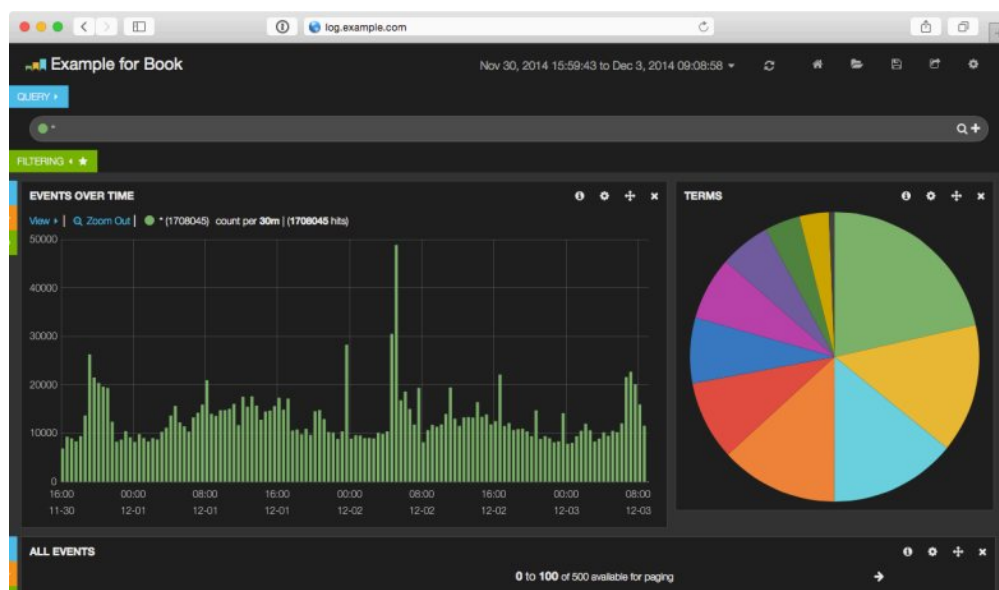 log.example.com
Example for Book
Nov 30, 2014 15:59:43 to Dec 3, 2014 09:08:58
QUERY
*
FILTERING
EVENTS OVER TIME
View | Zoom Out | * (1708045) count per 30m | (1708045 hits)
50000
40000
30000
20000
10000
0
16:00 00:00 08:00 16:00 00:00 08:00 16:00 00:00 08:00
11-30 12-01 12-01 12-01 12-02 12-02 12-02 12-03 12-03
TERMS
ALL EVENTS
0 to 100 of 500 available for paging